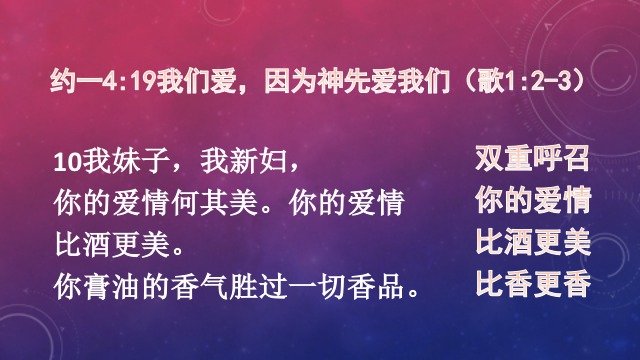 约一4:19我们爱，因为神先爱我们（歌1:2-3）
10我妹子，我新妇，
你的爱情何其美。你的爱情
比酒更美。
你膏油的香气胜过一切香品。
双重呼召
你的爱情
比酒更美
比香更香